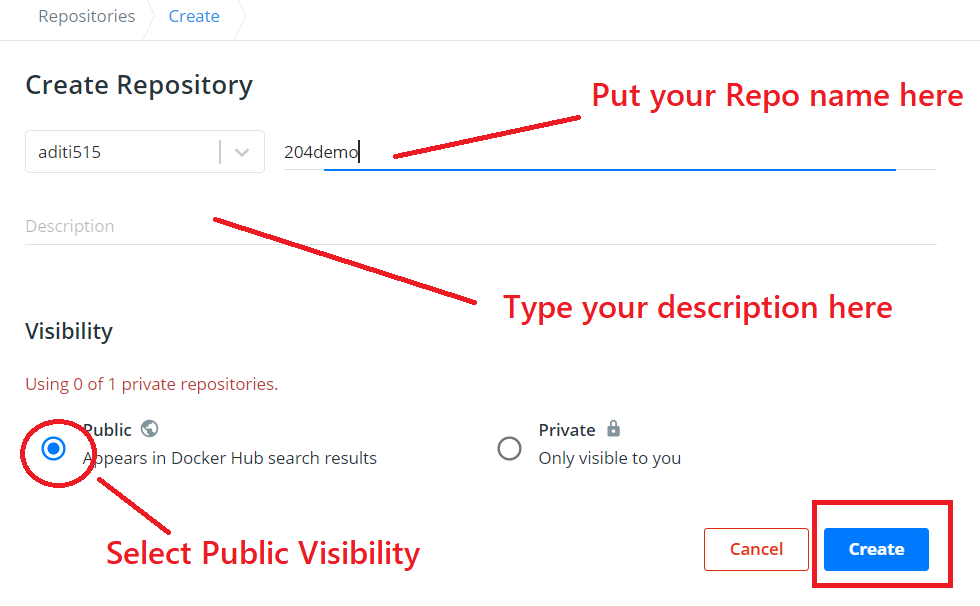 Repositories Create
Create Repository
Put your Repo name here
aditi515 204demo
Description
Type your description here
Visibility
Using 0 of 1 private repositories.
Public Private
Appears in Docker Hub search results Only visible to you
Select Public Visibility
Cancel Create